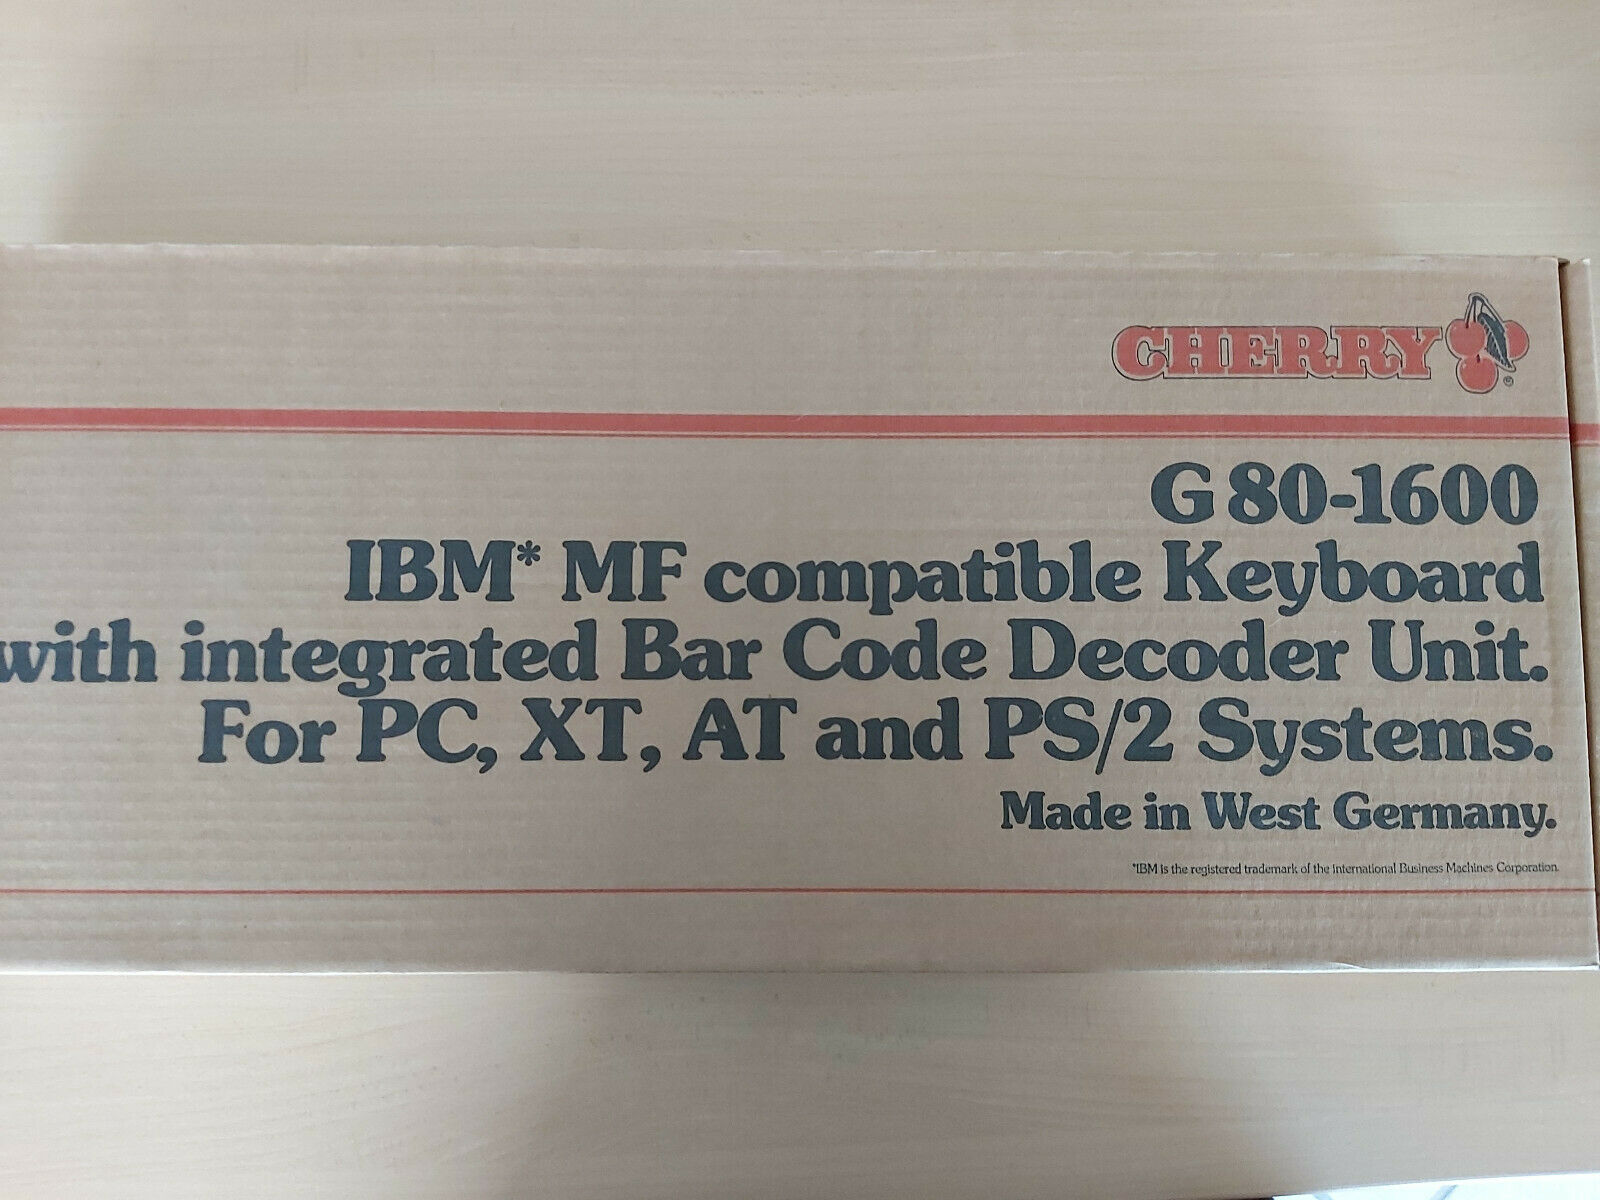 CHERRY
G80-1600
IBM* MF compatible Keyboard
with integrated Bar Code Decoder Unit.
For PC, XT, AT and PS/2 Systems.
Made in West Germany.
*IBM is the registered trademark of the international Business Machines Corporation.